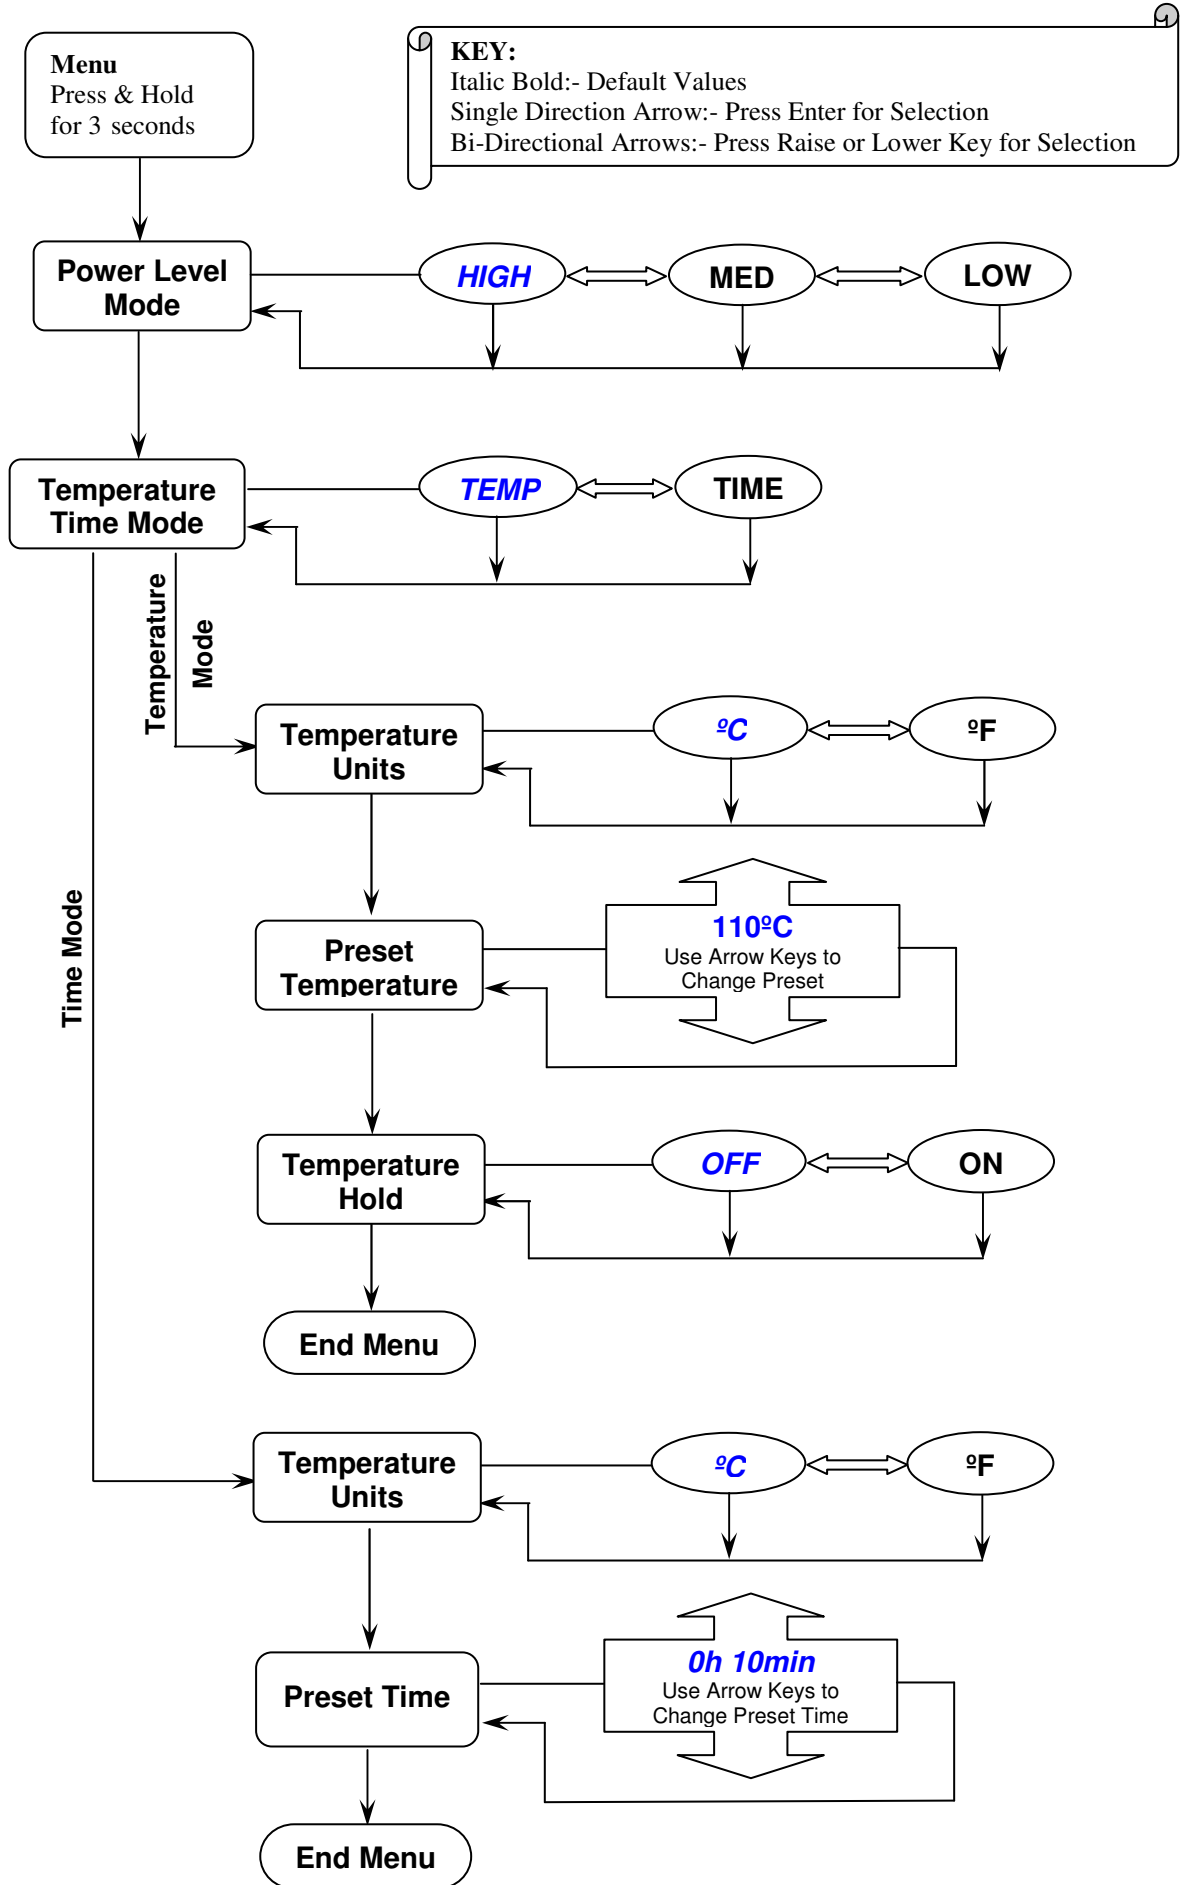 Menu
Press & Hold
for 3 seconds
KEY:
Italic Bold:- Default Values
Single Direction Arrow:- Press Enter for Selection
Bi-Directional Arrows:- Press Raise or Lower Key for Selection
Power Level
Mode
HIGH
MED
LOW
Temperature
Time Mode
TEMP
TIME
Temperature
Mode
Time Mode
Temperature
Units
ºC
ºF
Preset
Temperature
110ºC
Use Arrow Keys to
Change Preset
Temperature
Hold
OFF
ON
End Menu
Temperature
Units
ºC
ºF
Preset Time
0h 10min
Use Arrow Keys to
Change Preset Time
End Menu